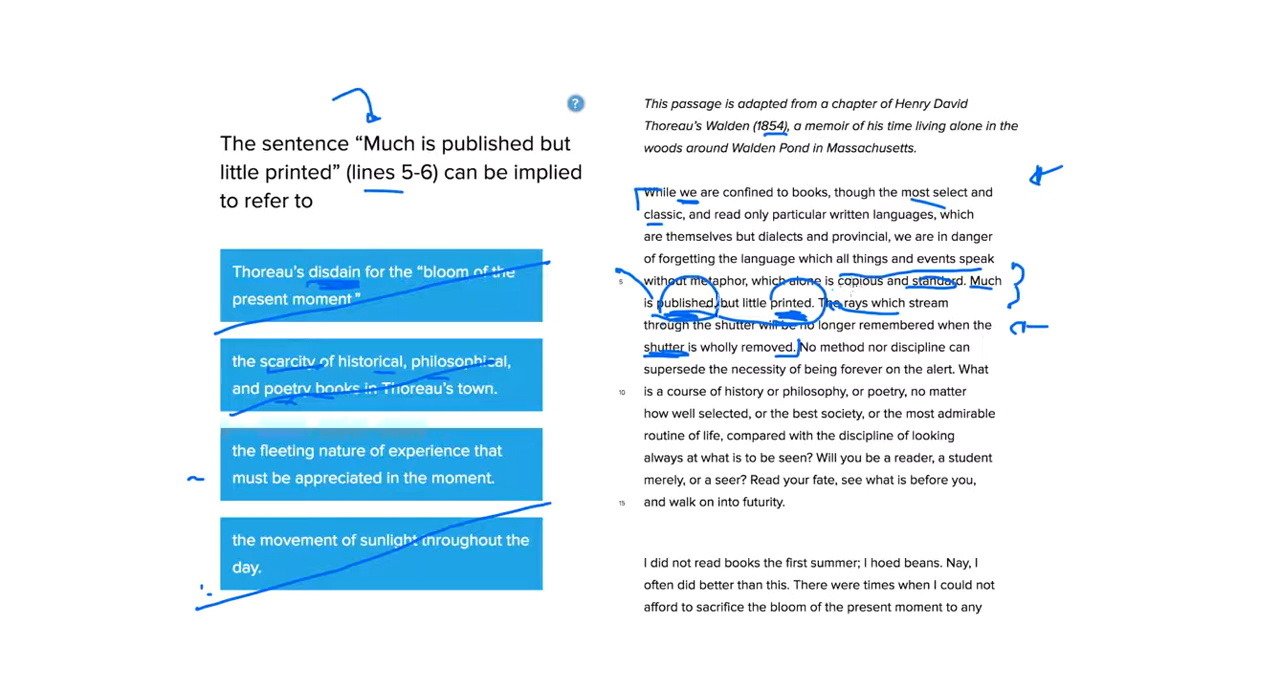 ?
The sentence “Much is published but
little printed” (lines 5-6) can be implied
to refer to
Thoreau’s disdain for the “bloom of the
present moment”
the scarcity of historical, philosophical,
and poetry books in Thoreau’s town.
the fleeting nature of experience that
must be appreciated in the moment.
the movement of sunlight throughout the
day.
This passage is adapted from a chapter of Henry David
Thoreau’s Walden (1854), a memoir of his time living alone in the
woods around Walden Pond in Massachusetts.
While we are confined to books, though the most select and
classic, and read only particular written languages, which
are themselves but dialects and provincial, we are in danger
of forgetting the language which all things and events speak
5 without metaphor, which alone is copious and standard. Much
is published, but little printed. The rays which stream
through the shutter will be no longer remembered when the
shutter is wholly removed. No method nor discipline can
supersede the necessity of being forever on the alert. What
10 is a course of history or philosophy, or poetry, no matter
how well selected, or the best society, or the most admirable
routine of life, compared with the discipline of looking
always at what is to be seen? Will you be a reader, a student
merely, or a seer? Read your fate, see what is before you,
15 and walk on into futurity.
I did not read books the first summer; I hoed beans. Nay, I
often did better than this. There were times when I could not
afford to sacrifice the bloom of the present moment to any